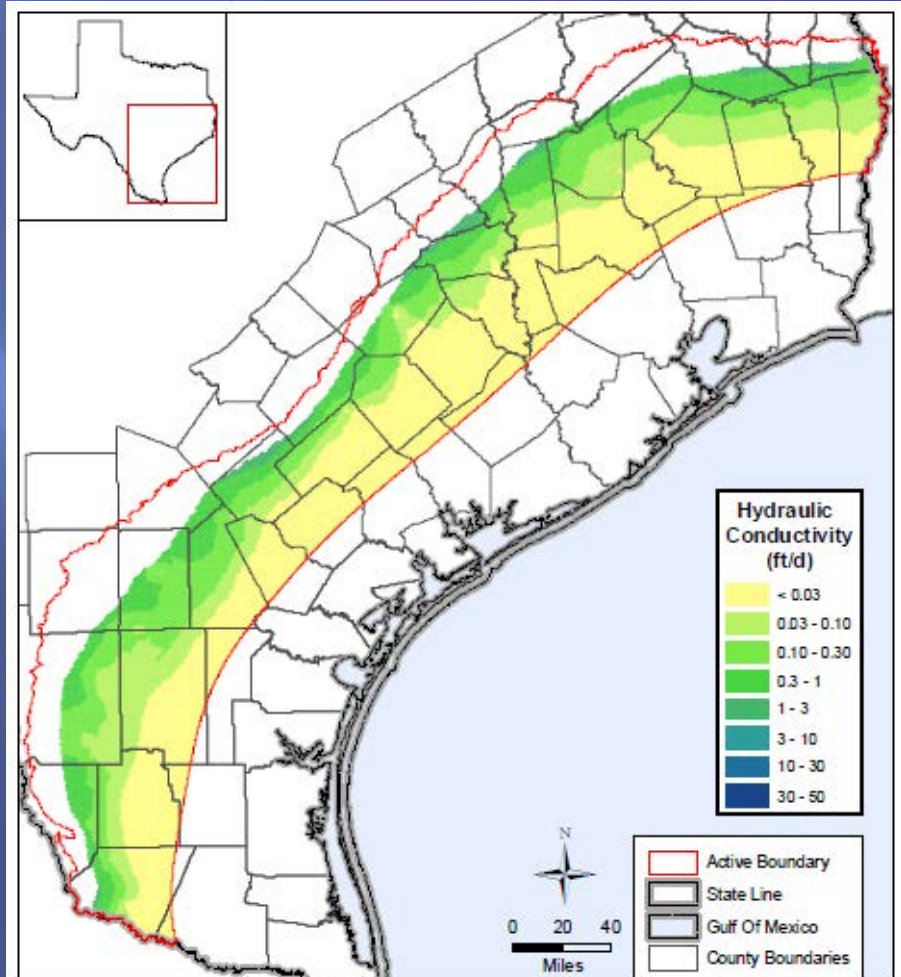 Hydraulic
Conductivity
(ft/d)
< 0.03
0.03 - 0.10
0.10 - 0.30
0.3 - 1
1 - 3
3 - 10
10 - 30
30 - 50
N
0 20 40
Miles
Active Boundary
State Line
Gulf Of Mexico
County Boundaries